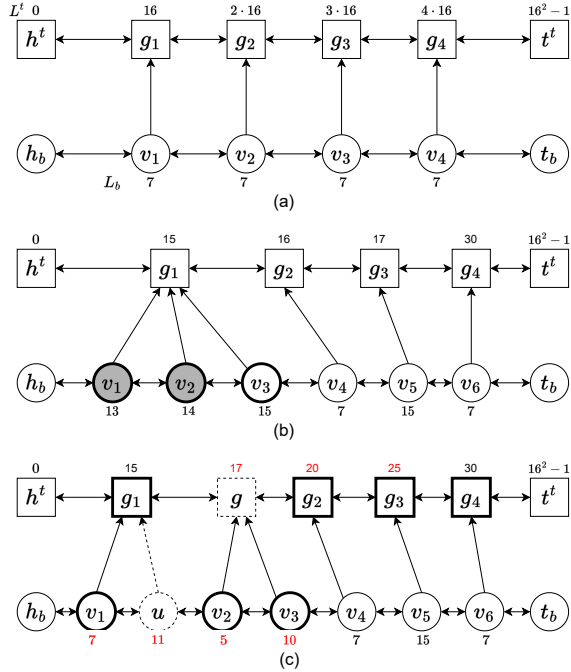 L^t 0 16 2 · 16 3 · 16 4 · 16 16^2 − 1
h^t g_1 g_2 g_3 g_4 t^t
h_b v_1 v_2 v_3 v_4 t_b
L_b 7 7 7 7
(a)
0 15 16 17 30 16^2 − 1
h^t g_1 g_2 g_3 g_4 t^t
h_b v_1 v_2 v_3 v_4 v_5 v_6 t_b
13 14 15 7 15 7
(b)
0 15 17 20 25 30 16^2 − 1
h^t g_1 g g_2 g_3 g_4 t^t
h_b v_1 u v_2 v_3 v_4 v_5 v_6 t_b
7 11 5 10 7 15 7
(c)